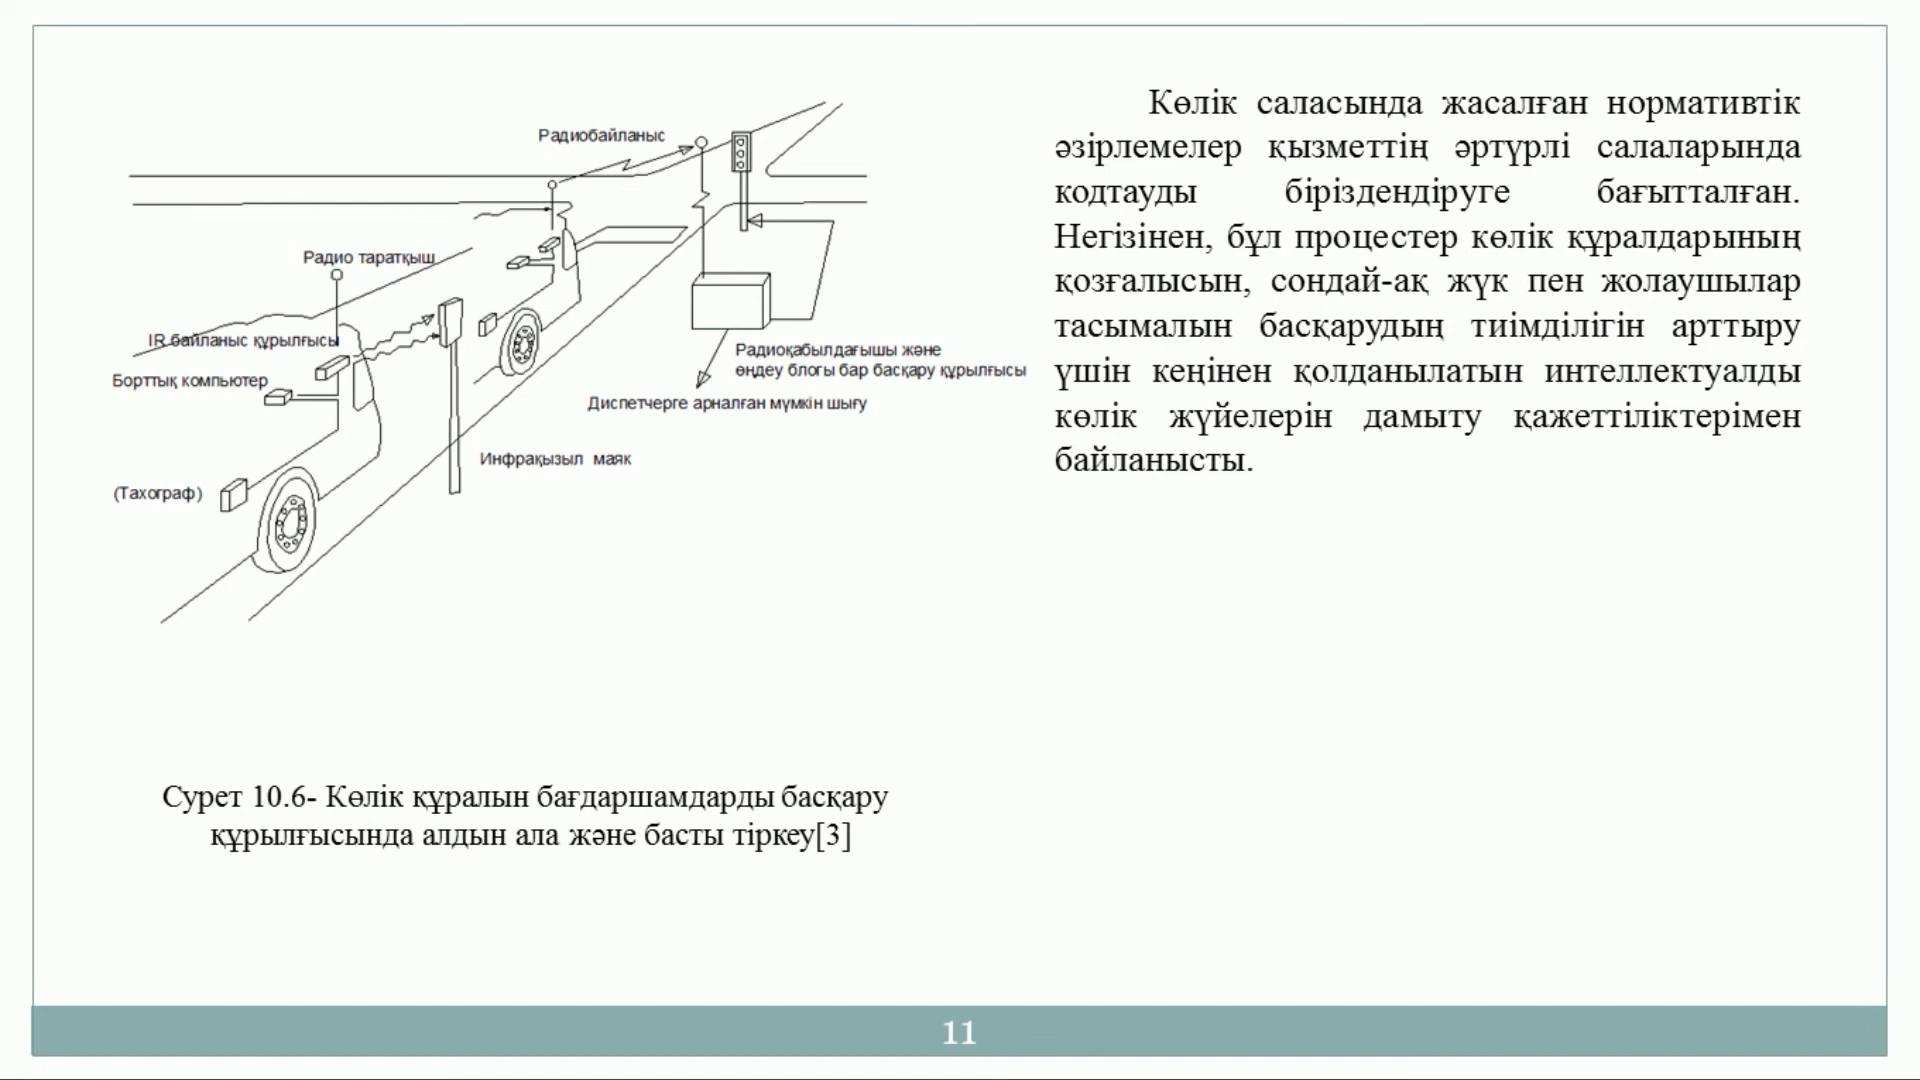 Радиобайланыс
Радио таратқыш
IR байланыс құрылғысы
Борттық компьютер
Радиоқабылдағышы және
өңдеу блогы бар басқару құрылғысы
Диспетчерге арналған мүмкін шығу
Инфрақызыл маяк
(Тахограф)
Сурет 10.6- Көлік құралын бағдаршамдарды басқару
құрылғысында алдын ала және басты тіркеу[3]
Көлік саласында жасалған нормативтік
әзірлемелер қызметтің әртүрлі салаларында
кодтауды біріздендіруге бағытталған.
Негізінен, бұл процестер көлік құралдарының
қозғалысын, сондай-ақ жүк пен жолаушылар
тасымалын басқарудың тиімділігін арттыру
үшін кеңінен қолданылатын интеллектуалды
көлік жүйелерін дамыту қажеттіліктерімен
байланысты.
11